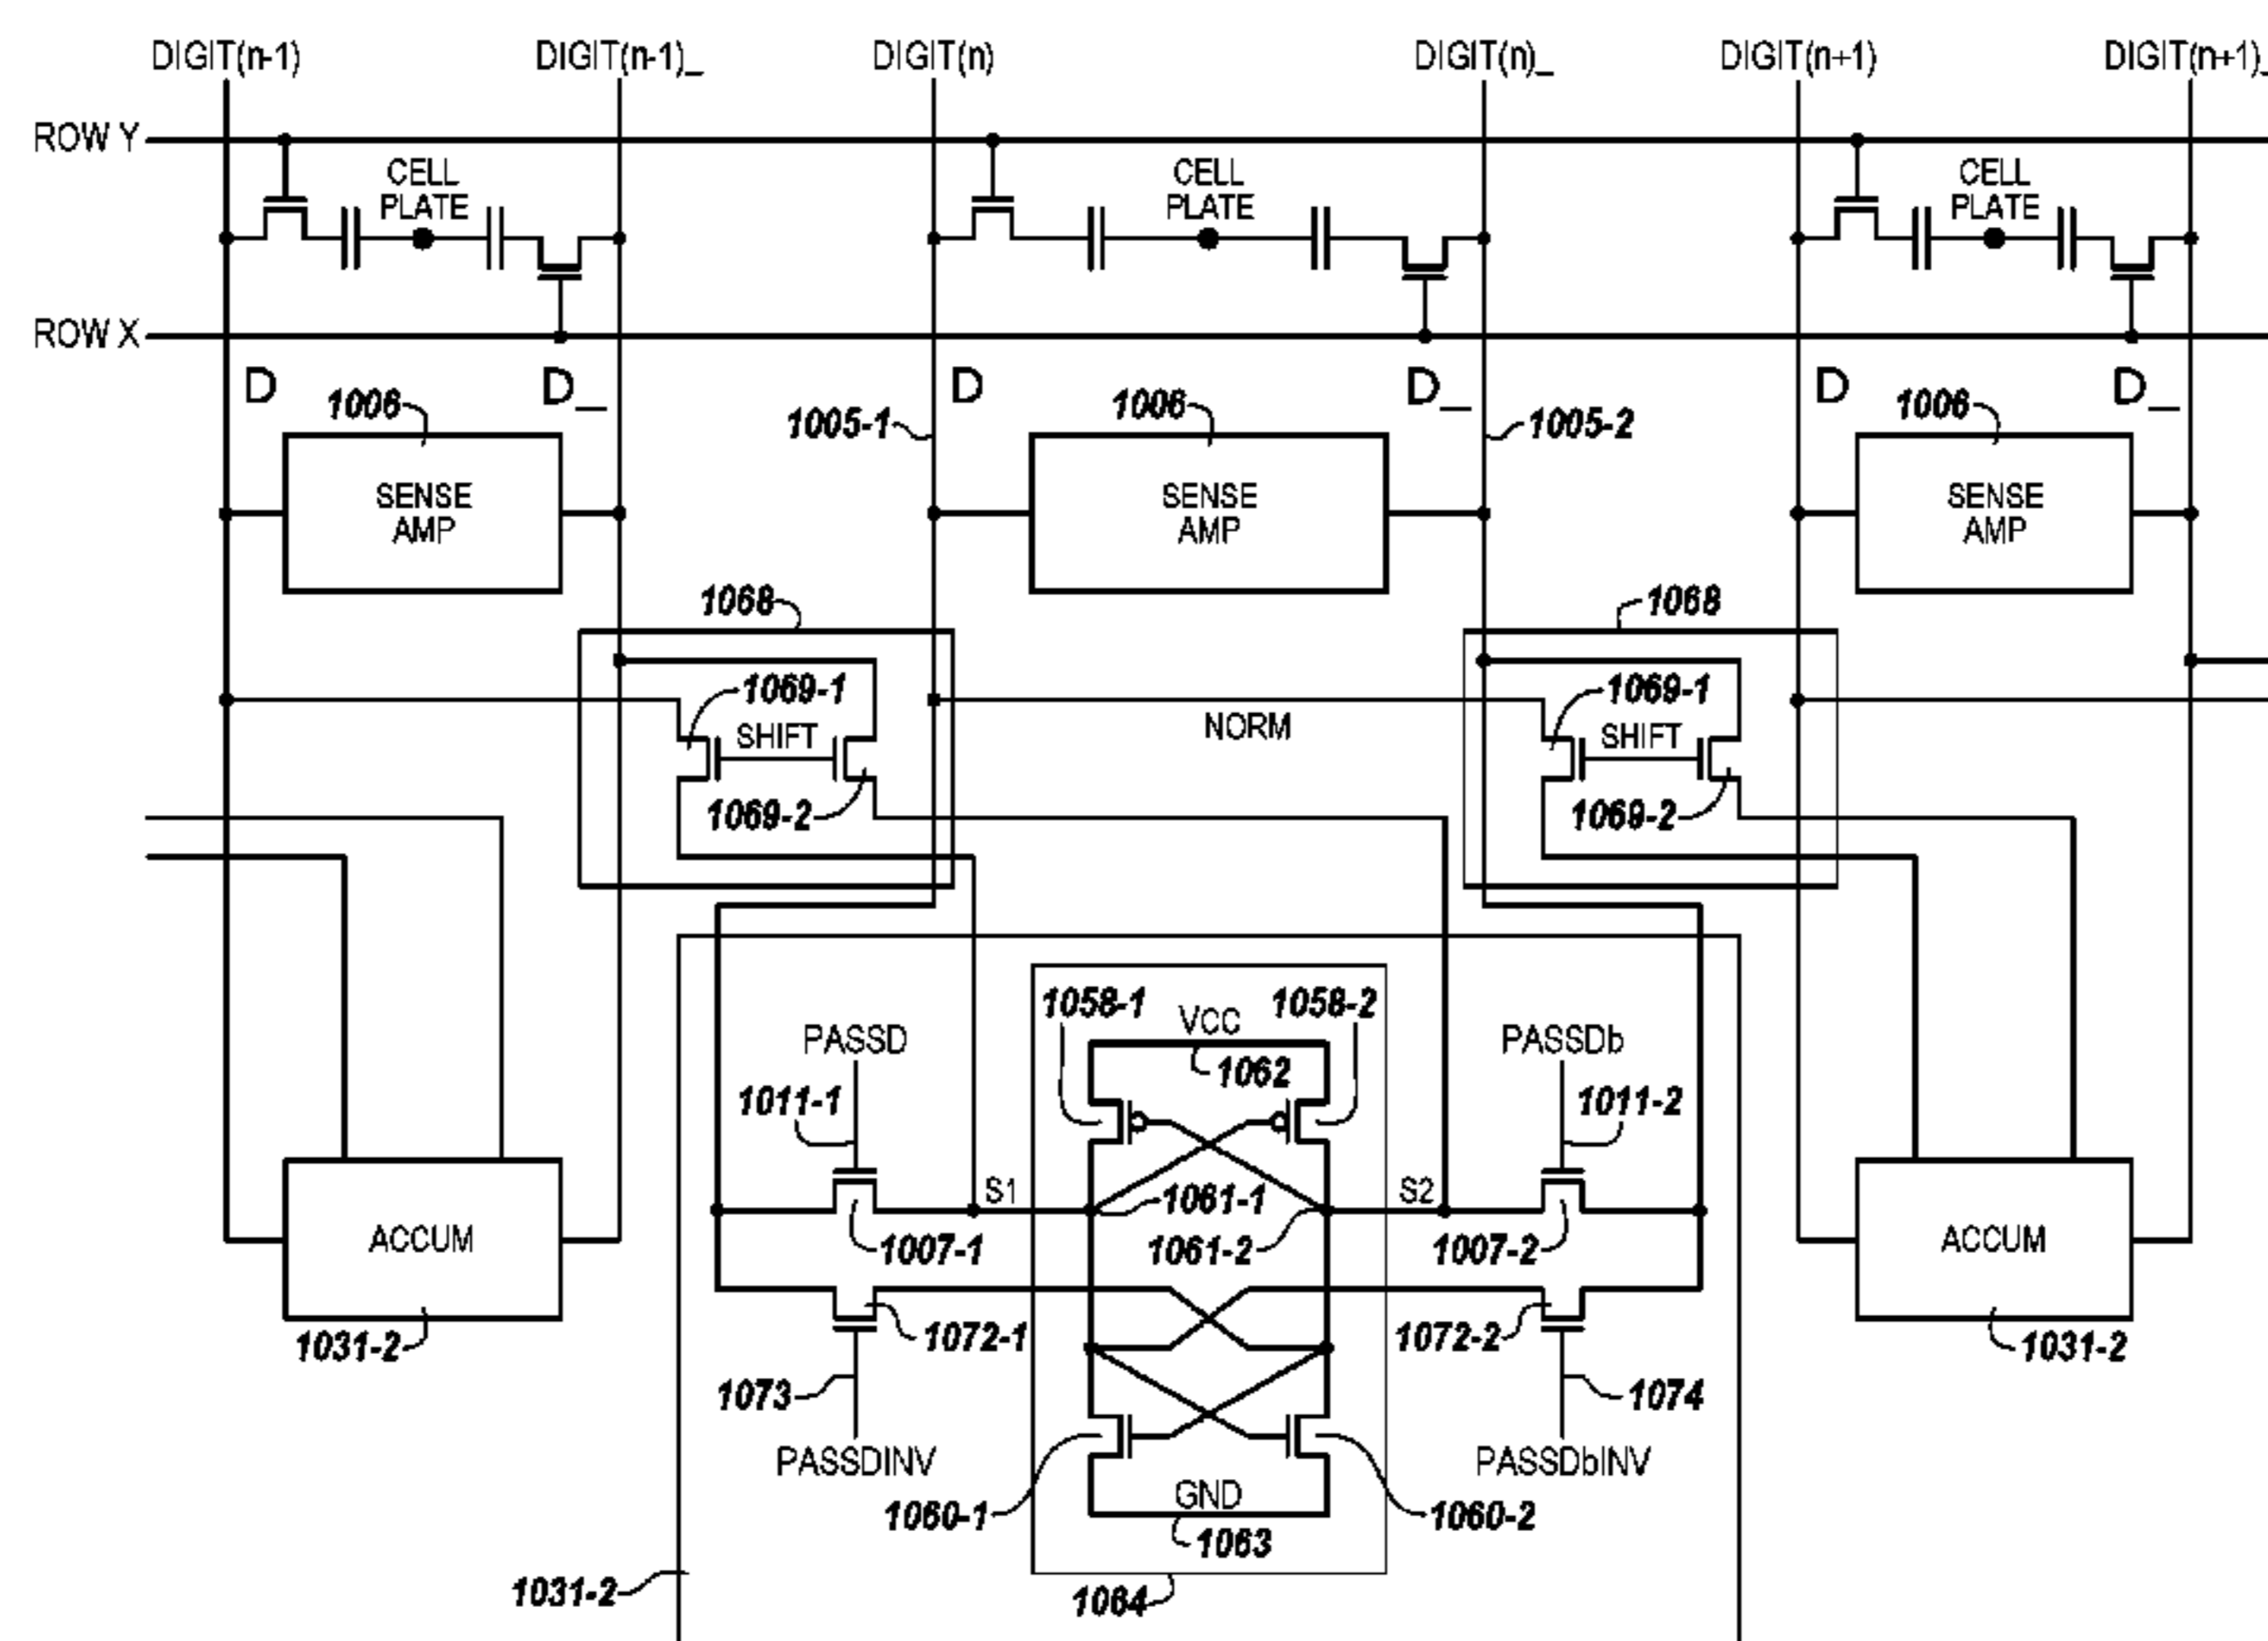 DIGIT(n-1)
DIGIT(n-1)_
DIGIT(n)
DIGIT(n)_
DIGIT(n+1)
DIGIT(n+1)_
ROW Y
CELL
PLATE
CELL
PLATE
CELL
PLATE
ROW X
D
1006
D_
1005-1
D
1006
D_
1005-2
D
1006
D_
SENSE
AMP
SENSE
AMP
SENSE
AMP
1068
1068
1069-1
SHIFT
1069-2
NORM
1069-1
SHIFT
1069-2
1058-1
VCC
1058-2
1062
PASSD
PASSDb
1011-1
1011-2
S1
1061-1
S2
1007-1
1061-2
1007-2
ACCUM
ACCUM
1031-2
1072-1
1072-2
1031-2
1073
1074
PASSDINV
PASSDbINV
1060-1
GND
1060-2
1063
1031-2
1064